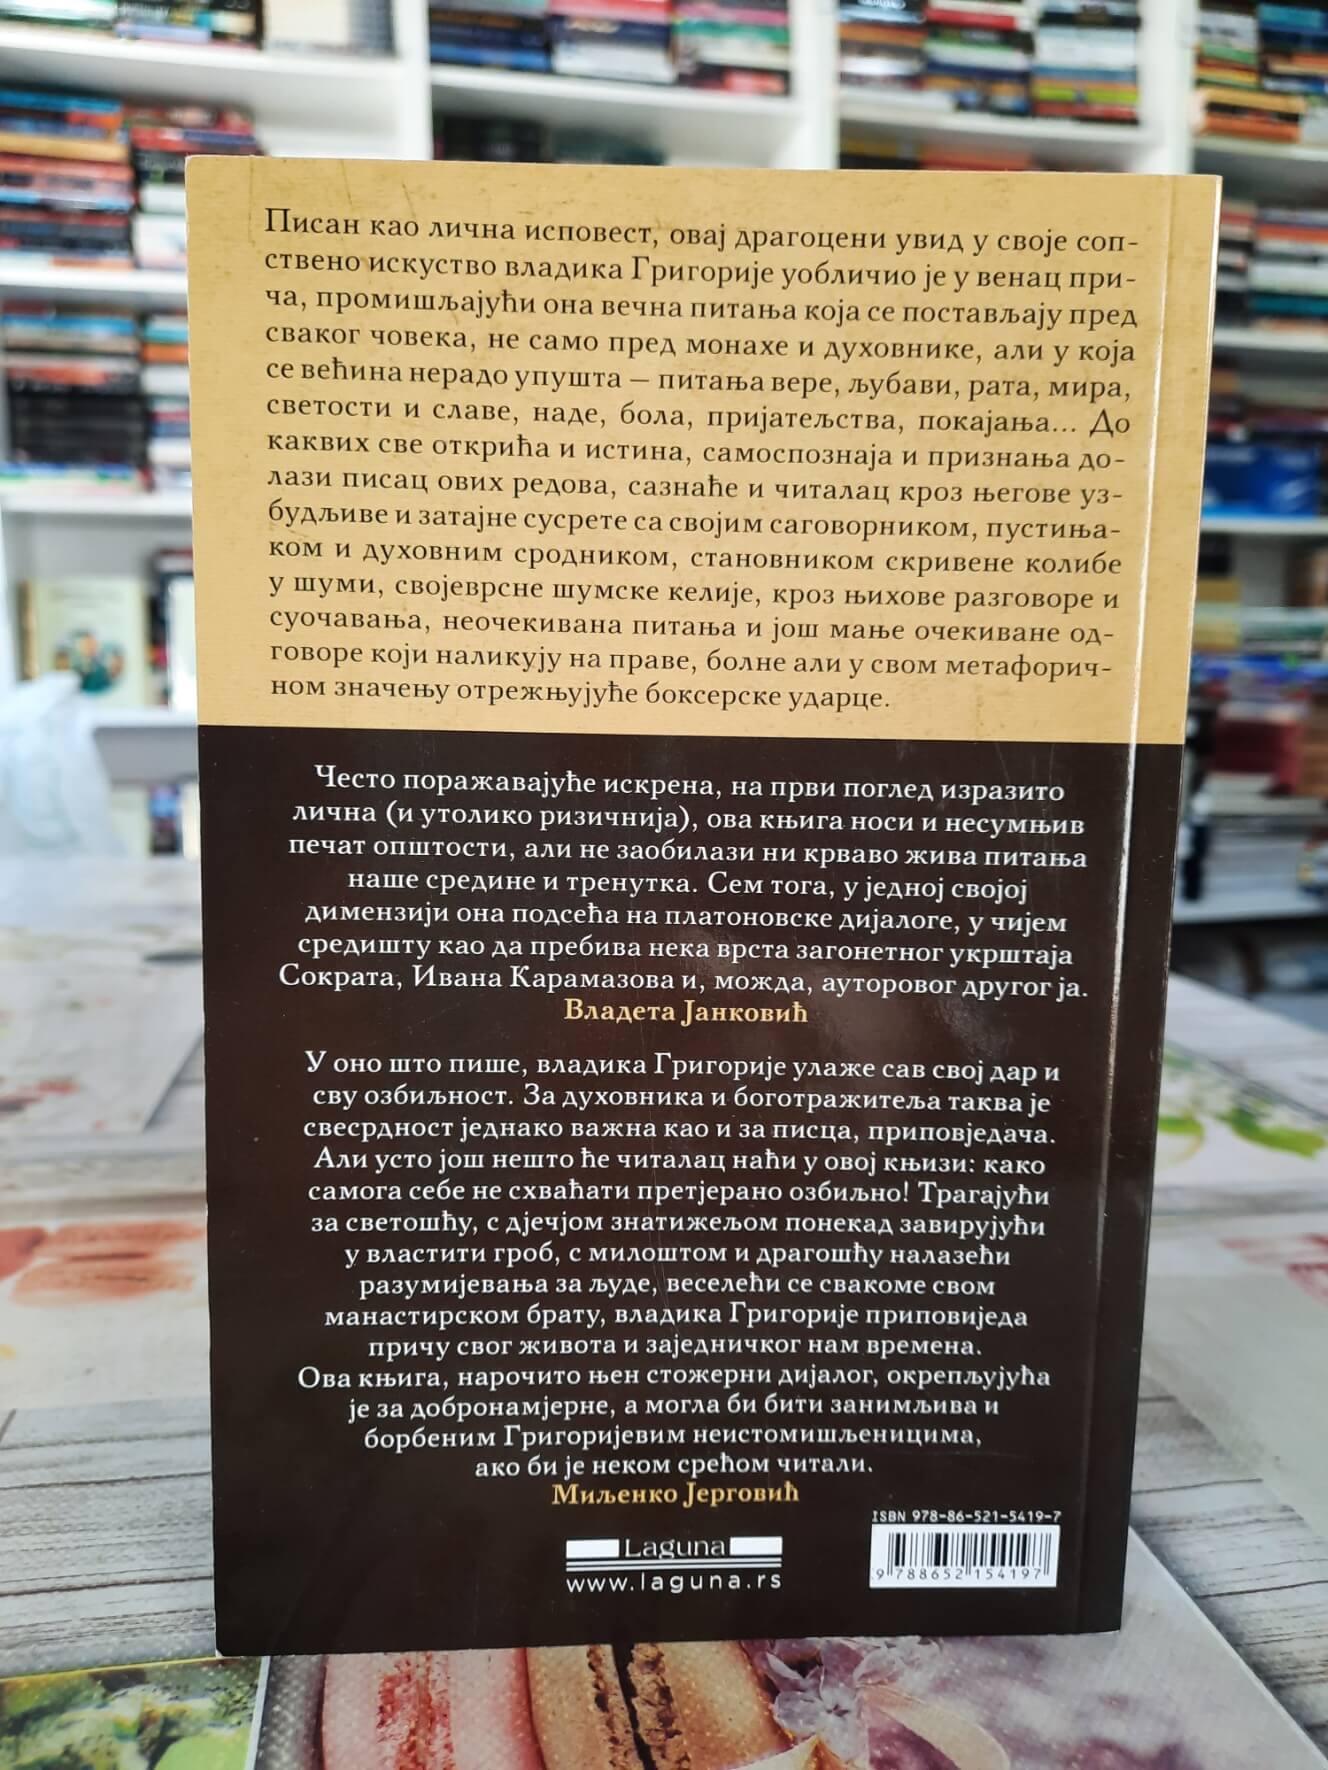 Писан као лична исповест, овај драгоцени увид у своје соп-
ствено искуство владика Григорије уобличио је у венац при-
ча, промишљајући она вечна питања која се постављају пред
сваког човека, не само пред монахе и духовнике, али у која
се већина нерадо упушта – питања вере, љубави, рата, мира,
светости и славе, наде, бола, пријатељства, покајања... До
каквих све открића и истина, самоспознаја и признања до-
лази писац ових редова, сазнаће и читалац кроз његове уз-
будљиве и затајне сусрете са својим саговорником, пустиња-
ком и духовним сродником, становником скривене колибе
у шуми, својеврсне шумске келије, кроз њихове разговоре и
суочавања, неочекивана питања и још мање очекиване од-
говоре који наликују на праве, болне али у свом метафорич-
ном значењу отрежњујуће боксерске ударце.
Често поражавајуће искрена, на први поглед изразито
лична (и утолико ризичнија), ова књига носи и несумњив
печат општости, али не заобилази ни крваво жива питања
наше средине и тренутка. Сем тога, у једној својој
димензији она подсећа на платоновске дијалоге, у чијем
средишту као да пребива нека врста загонетног укрштаја
Сократа, Ивана Карамазова и, можда, ауторовог другог ја.
Владета Јанковић
У оно што пише, владика Григорије улаже сав свој дар и
сву озбиљност. За духовника и боготражитеља таква је
свесрдност једнако важна као и за писца, приповједача.
Али усто још нешто ће читалац наћи у овој књизи: како
самога себе не схваћати претјерано озбиљно! Трагајући
за светошћу, с дјечјом знатижељом понекад завирујући
у властити гроб, с милоштом и драгошћу налазећи
разумијевања за људе, веселећи се свакоме свом
манастирском брату, владика Григорије приповиједа
причу свог живота и заједничког нам времена.
Ова књига, нарочито њен стожерни дијалог, окрепљујућа
је за добронамјерне, а могла би бити занимљива и
борбеним Григоријевим неистомишљеницима,
ако би је неком срећом читали.
Миљенко Јерговић
ISBN 978-86-521-5419-7
Laguna
www.laguna.rs
9 788652 154197